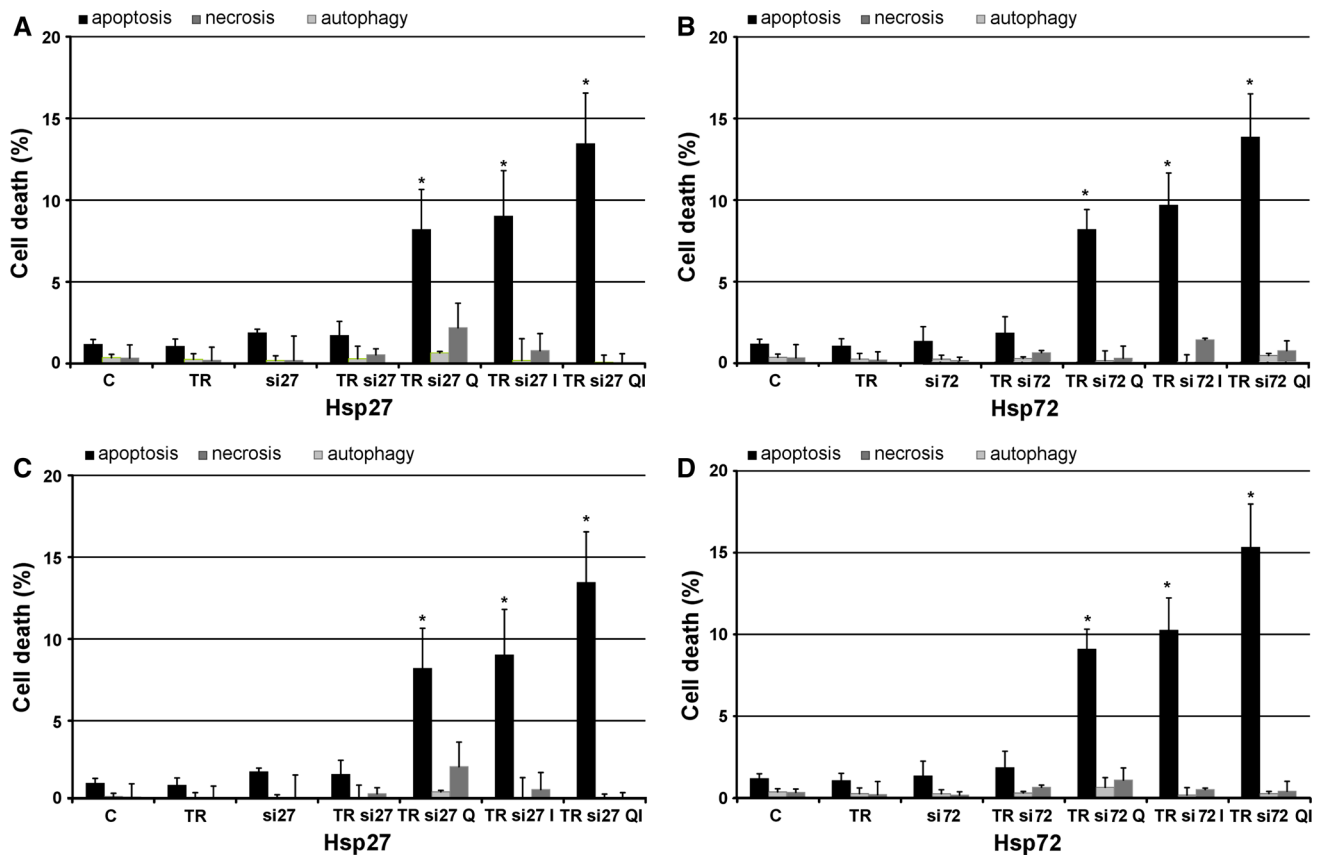 A
apoptosis necrosis autophagy
Cell death (%)
20
15
10
5
0
* * *
C TR si27 TR si27 TR si27 Q TR si27 I TR si27 QI
Hsp27
B
apoptosis necrosis autophagy
Cell death (%)
20
15
10
5
0
* * *
C TR si72 TR si72 TR si72 Q TR si72 I TR si72 QI
Hsp72
C
apoptosis necrosis autophagy
Cell death (%)
20
15
10
5
0
* * *
C TR si27 TR si27 TR si27 Q TR si27 I TR si27 QI
Hsp27
D
apoptosis necrosis autophagy
Cell death (%)
20
15
10
5
0
* * *
C TR si72 TR si72 TR si72 Q TR si72 I TR si72 QI
Hsp72